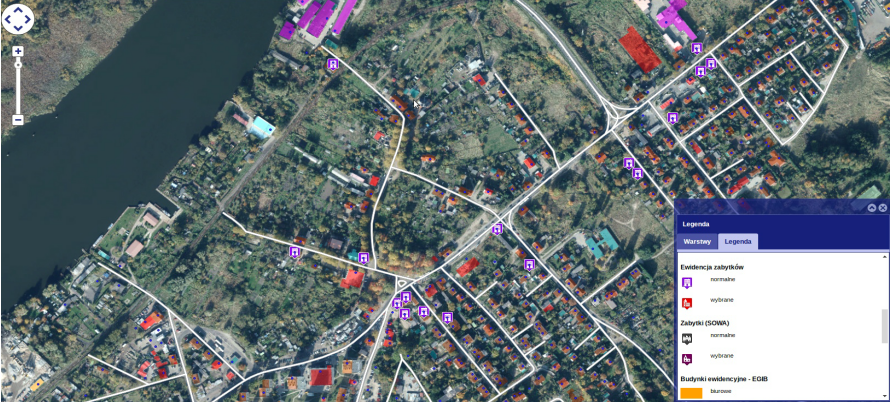 Legenda
Warstwy Legenda
Ewidencja zabytków
normalne
wybrane
Zabytki (SOWA)
normalne
wybrane
Budynki ewidencyjne - EGIB
biurowe